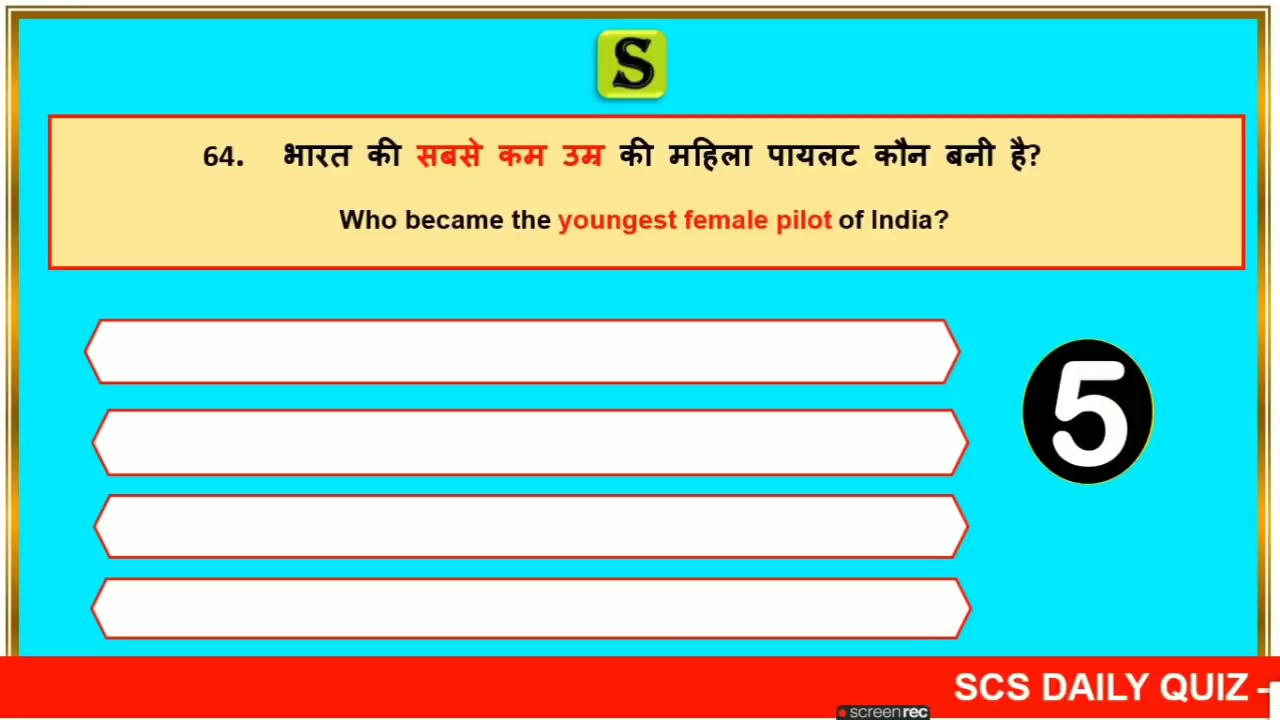 S
64. भारत की सबसे कम उम्र की महिला पायलट कौन बनी है?
Who became the youngest female pilot of India?
5
SCS DAILY QUIZ -
screenrec